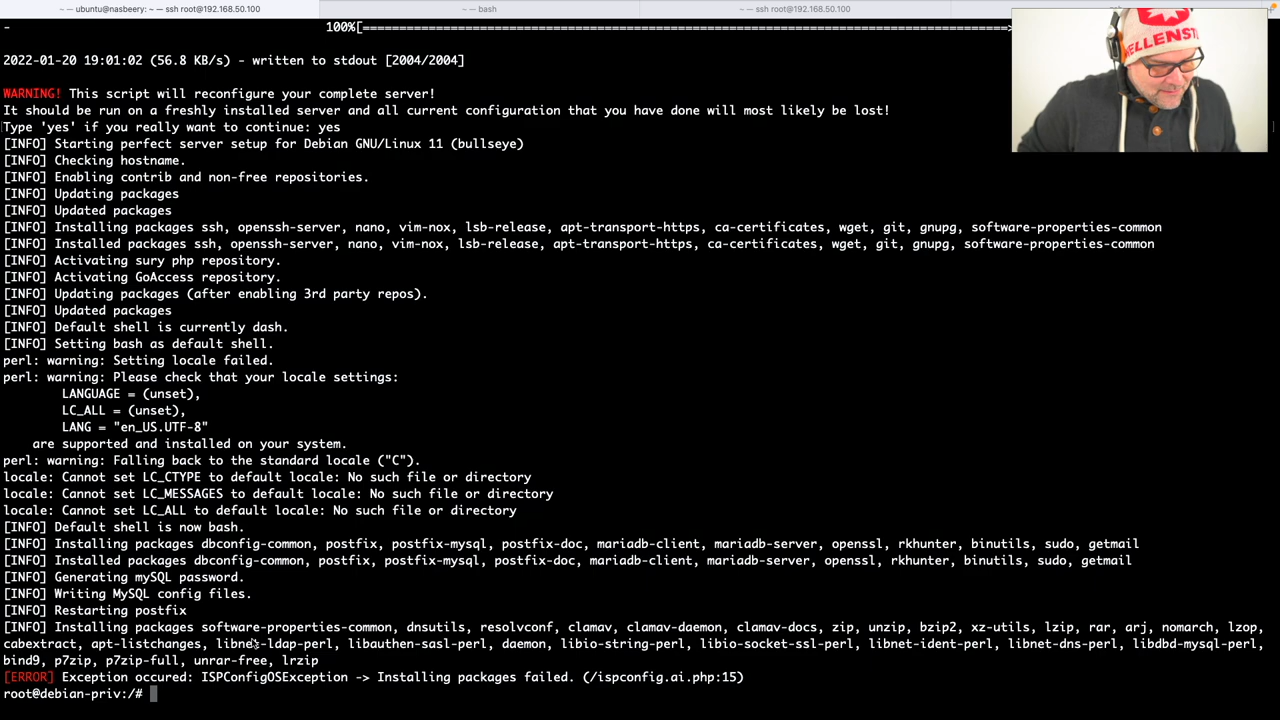 ~ — ubuntu@nasbeery: ~ — ssh root@192.168.50.100
~ — -bash
~ — ssh root@192.168.50.100
- 100%[
2022-01-20 19:01:02 (56.8 KB/s) - written to stdout [2004/2004]
WARNING! This script will reconfigure your complete server!
It should be run on a freshly installed server and all current configuration that you have done will most likely be lost!
Type 'yes' if you really want to continue: yes
[INFO] Starting perfect server setup for Debian GNU/Linux 11 (bullseye)
[INFO] Checking hostname.
[INFO] Enabling contrib and non-free repositories.
[INFO] Updating packages
[INFO] Updated packages
[INFO] Installing packages ssh, openssh-server, nano, vim-nox, lsb-release, apt-transport-https, ca-certificates, wget, git, gnupg, software-properties-common
[INFO] Installed packages ssh, openssh-server, nano, vim-nox, lsb-release, apt-transport-https, ca-certificates, wget, git, gnupg, software-properties-common
[INFO] Activating sury php repository.
[INFO] Activating GoAccess repository.
[INFO] Updating packages (after enabling 3rd party repos).
[INFO] Updated packages
[INFO] Default shell is currently dash.
[INFO] Setting bash as default shell.
perl: warning: Setting locale failed.
perl: warning: Please check that your locale settings:
LANGUAGE = (unset),
LC_ALL = (unset),
LANG = "en_US.UTF-8"
are supported and installed on your system.
perl: warning: Falling back to the standard locale ("C").
locale: Cannot set LC_CTYPE to default locale: No such file or directory
locale: Cannot set LC_MESSAGES to default locale: No such file or directory
locale: Cannot set LC_ALL to default locale: No such file or directory
[INFO] Default shell is now bash.
[INFO] Installing packages dbconfig-common, postfix, postfix-mysql, postfix-doc, mariadb-client, mariadb-server, openssl, rkhunter, binutils, sudo, getmail
[INFO] Installed packages dbconfig-common, postfix, postfix-mysql, postfix-doc, mariadb-client, mariadb-server, openssl, rkhunter, binutils, sudo, getmail
[INFO] Generating mySQL password.
[INFO] Writing MySQL config files.
[INFO] Restarting postfix
[INFO] Installing packages software-properties-common, dnsutils, resolvconf, clamav, clamav-daemon, clamav-docs, zip, unzip, bzip2, xz-utils, lzip, rar, arj, nomarch, lzop,
cabextract, apt-listchanges, libnet-ldap-perl, libauthen-sasl-perl, daemon, libio-string-perl, libio-socket-ssl-perl, libnet-ident-perl, libnet-dns-perl, libdbd-mysql-perl,
bind9, p7zip, p7zip-full, unrar-free, lrzip
[ERROR] Exception occured: ISPConfigOSException -> Installing packages failed. (/ispconfig.ai.php:15)
root@debian-priv:/#